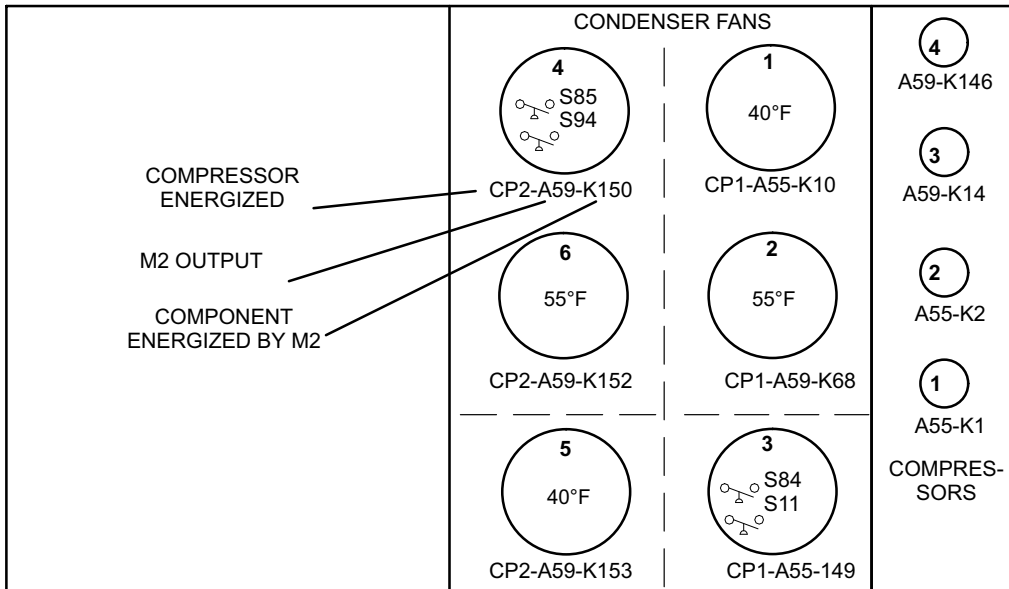 CONDENSER FANS
4
S85
S94
CP2-A59-K150
1
40°F
CP1-A55-K10
COMPRESSOR
ENERGIZED
M2 OUTPUT
COMPONENT
ENERGIZED BY M2
6
55°F
CP2-A59-K152
2
55°F
CP1-A59-K68
5
40°F
CP2-A59-K153
3
S84
S11
CP1-A55-149
4
A59-K146
3
A59-K14
2
A55-K2
1
A55-K1
COMPRES-
SORS